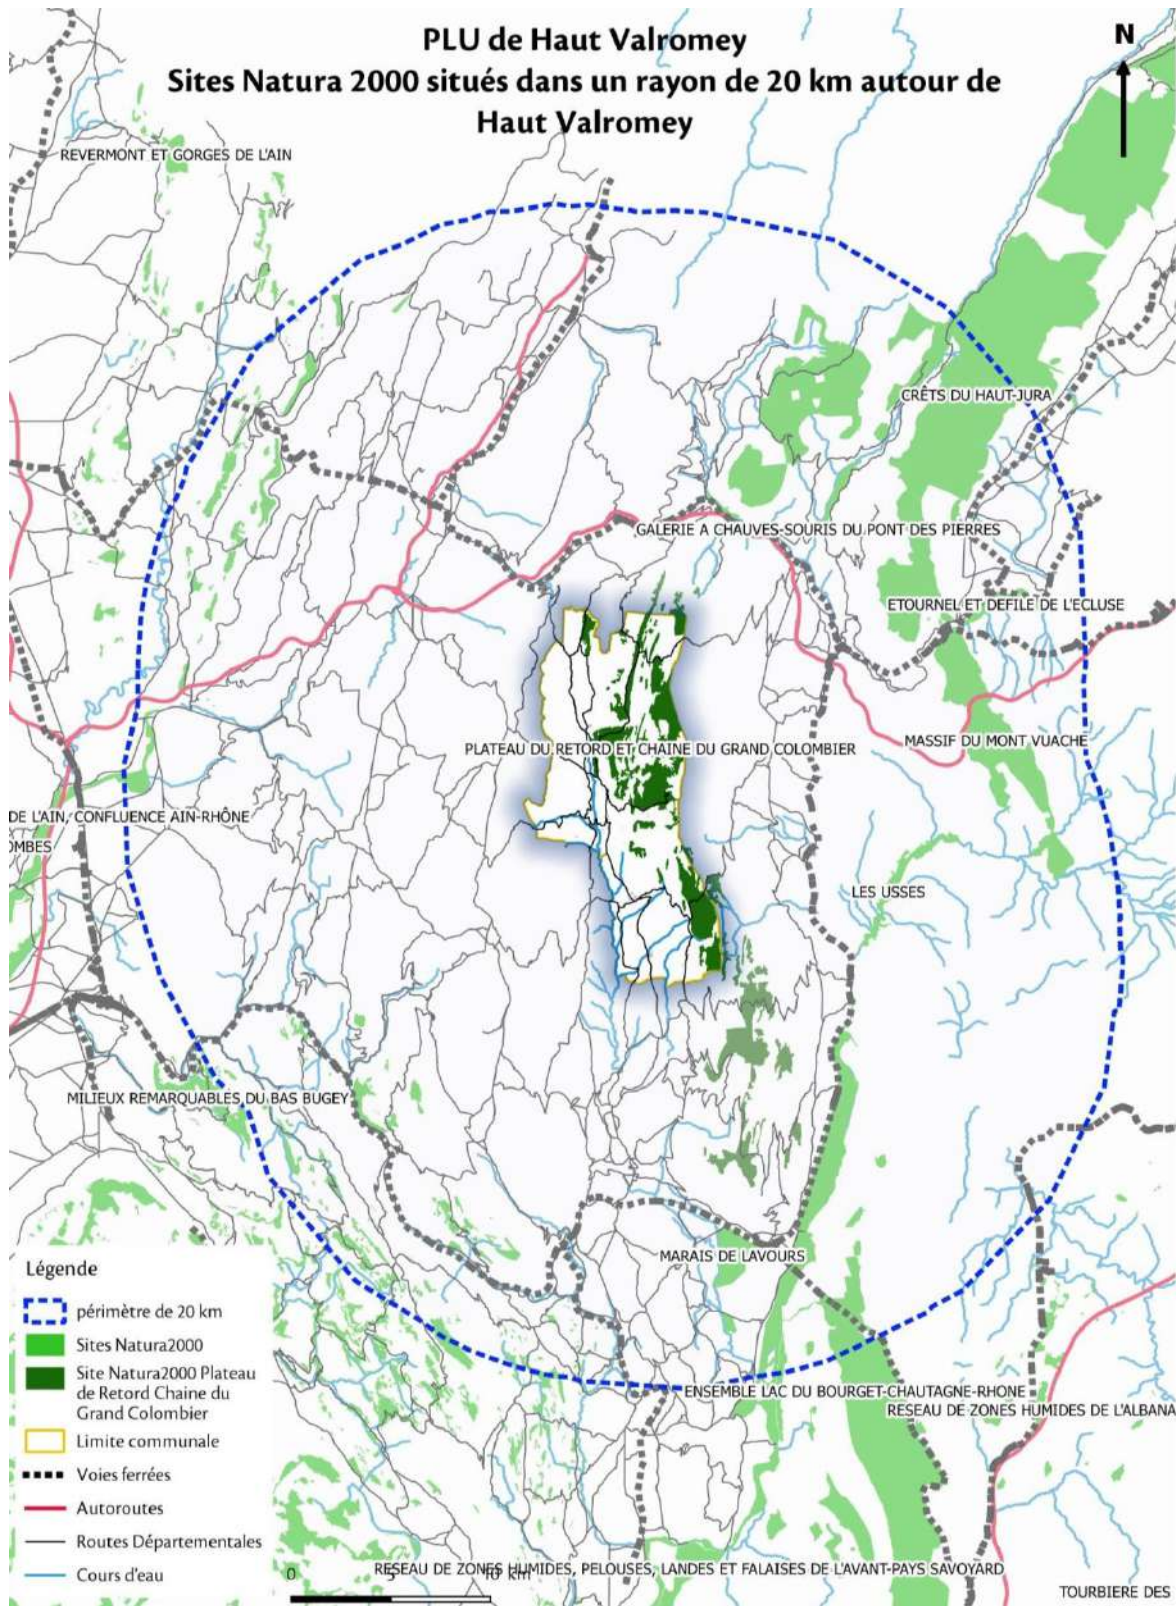 PLU de Haut Valromey
Sites Natura 2000 situés dans un rayon de 20 km autour de
Haut Valromey
N
REVERMONT ET GORGES DE L'AIN
CRÊTS DU HAUT-JURA
GALERIE A CHAUVES-SOURIS DU PONT DES PIERRES
ETOURNEL ET DEFILE DE L'ECLUSE
MASSIF DU MONT VUACHE
PLATEAU DU RETORD ET CHAINE DU GRAND COLOMBIER
DE L'AIN, CONFLUENCE AIN-RHÔNE
OMBES
LES USSES
MILIEUX REMARQUABLES DU BAS BUGEY
MARAIS DE LAVOURS
ENSEMBLE LAC DU BOURGET-CHAUTAGNE-RHONE
RESEAU DE ZONES HUMIDES DE L'ALBANA
Légende
périmètre de 20 km
Sites Natura2000
Site Natura2000 Plateau
de Retord Chaine du
Grand Colombier
Limite communale
Voies ferrées
Autoroutes
Routes Départementales
Cours d'eau
0 5 10 km
RESEAU DE ZONES HUMIDES, PELOUSES, LANDES ET FALAISES DE L'AVANT-PAYS SAVOYARD
TOURBIERE DES